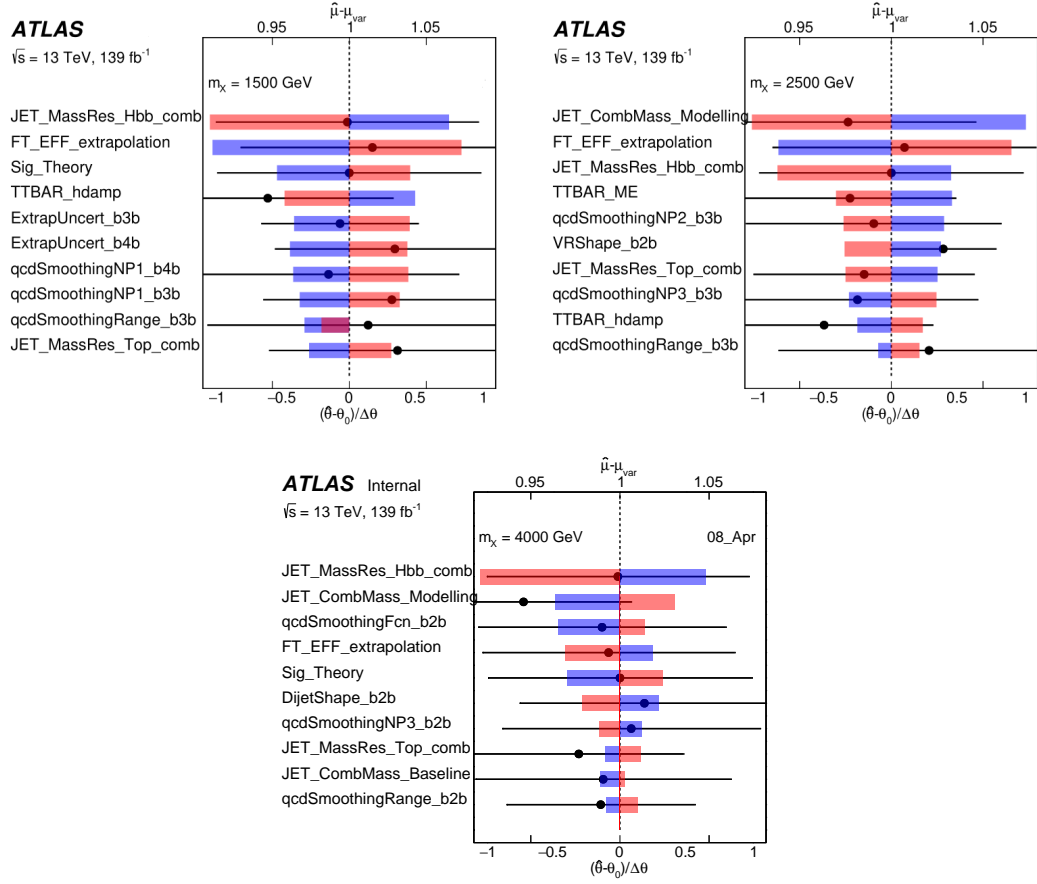 ATLAS
√s = 13 TeV, 139 fb⁻¹
μ̂-μ_var
0.95 1 1.05
m_X = 1500 GeV
JET_MassRes_Hbb_comb
FT_EFF_extrapolation
Sig_Theory
TTBAR_hdamp
ExtrapUncert_b3b
ExtrapUncert_b4b
qcdSmoothingNP1_b4b
qcdSmoothingNP1_b3b
qcdSmoothingRange_b3b
JET_MassRes_Top_comb
−1 −0.5 0 0.5 1
(θ̂-θ₀)/Δθ
ATLAS
√s = 13 TeV, 139 fb⁻¹
μ̂-μ_var
0.95 1 1.05
m_X = 2500 GeV
JET_CombMass_Modelling
FT_EFF_extrapolation
JET_MassRes_Hbb_comb
TTBAR_ME
qcdSmoothingNP2_b3b
VRShape_b2b
JET_MassRes_Top_comb
qcdSmoothingNP3_b3b
TTBAR_hdamp
qcdSmoothingRange_b3b
−1 −0.5 0 0.5 1
(θ̂-θ₀)/Δθ
ATLAS Internal
√s = 13 TeV, 139 fb⁻¹
μ̂-μ_var
0.95 1 1.05
m_X = 4000 GeV 08_Apr
JET_MassRes_Hbb_comb
JET_CombMass_Modelling
qcdSmoothingFcn_b2b
FT_EFF_extrapolation
Sig_Theory
DijetShape_b2b
qcdSmoothingNP3_b2b
JET_MassRes_Top_comb
JET_CombMass_Baseline
qcdSmoothingRange_b2b
−1 −0.5 0 0.5 1
(θ̂-θ₀)/Δθ